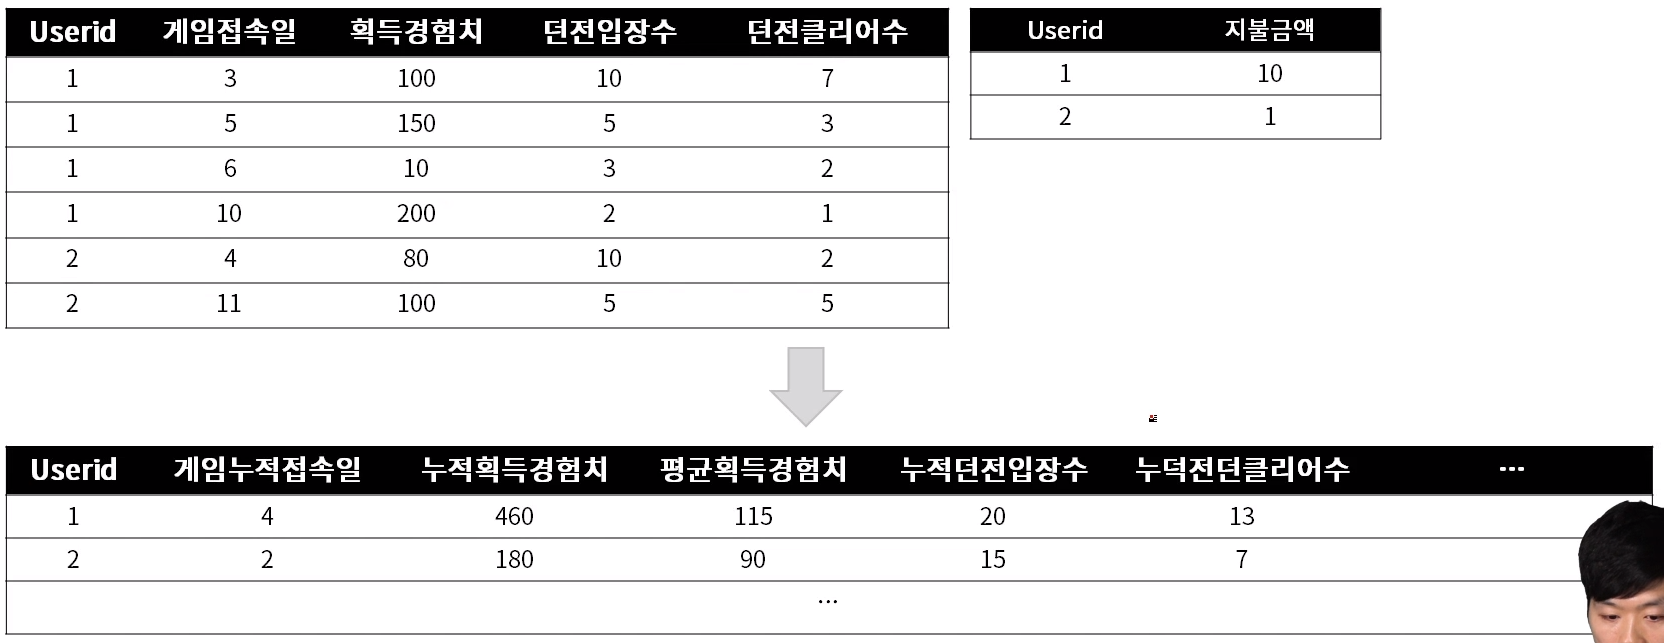 Userid 게임접속일 획득경험치 던전입장수 던전클리어수
1 3 100 10 7
1 5 150 5 3
1 6 10 3 2
1 10 200 2 1
2 4 80 10 2
2 11 100 5 5
Userid 지불금액
1 10
2 1
Userid 게임누적접속일 누적획득경험치 평균획득경험치 누적던전입장수 누덕전던클리어수 ...
1 4 460 115 20 13
2 2 180 90 15 7
...